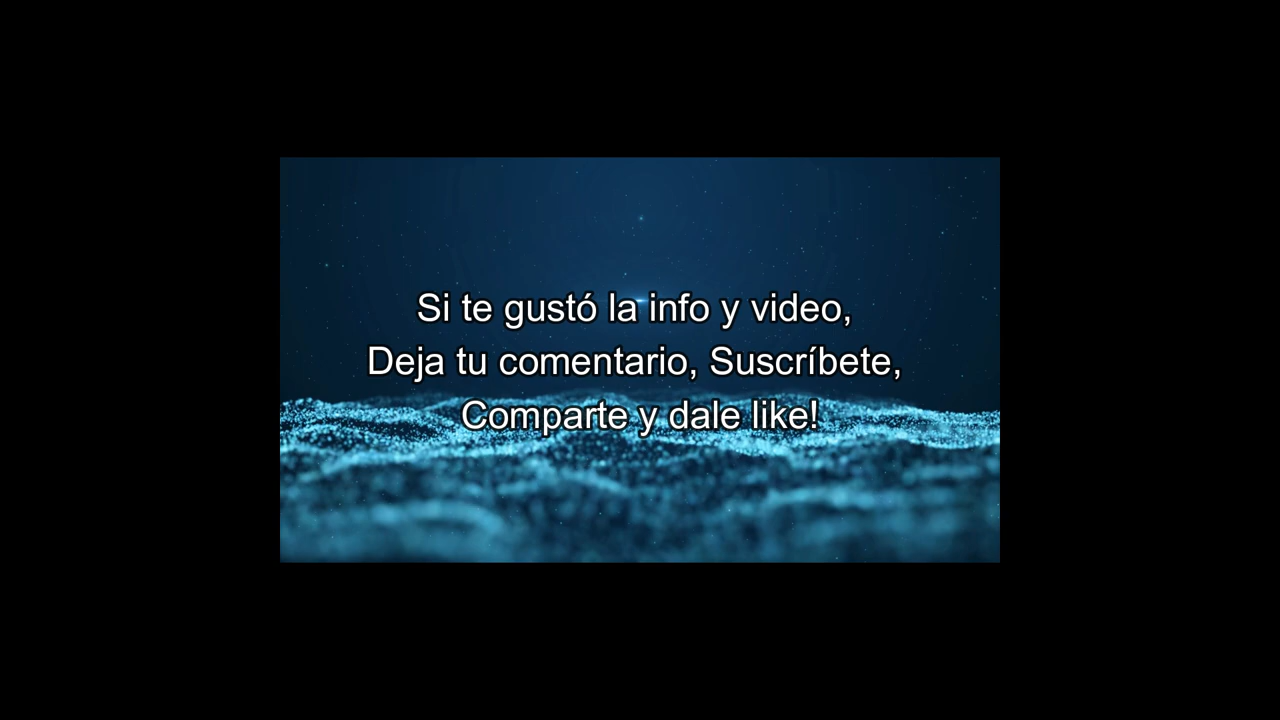 Si te gustó la info y video,
Deja tu comentario, Suscríbete,
Comparte y dale like!